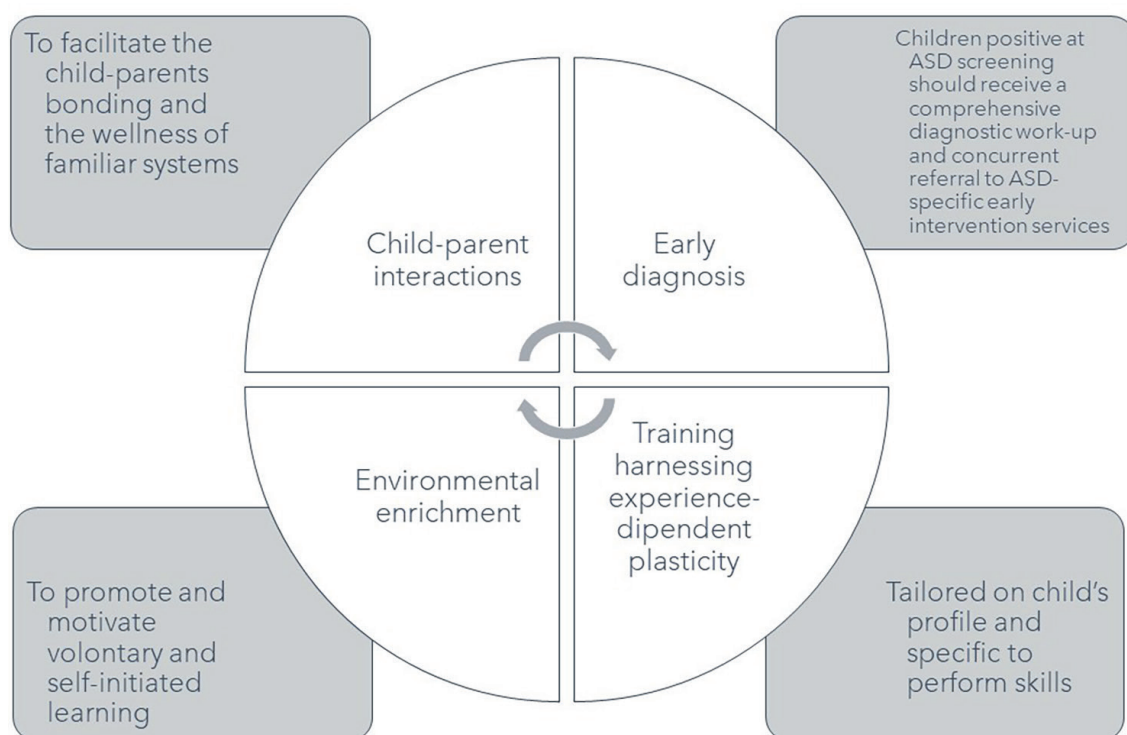 To facilitate the
child-parents
bonding and
the wellness of
familiar systems
Children positive at
ASD screening
should receive a
comprehensive
diagnostic work-up
and concurrent
referral to ASD-
specific early
intervention services
Child-parent
interactions
Early
diagnosis
Environmental
enrichment
Training
harnessing
experience-
dipendent
plasticity
To promote and
motivate
volontary and
self-initiated
learning
Tailored on child's
profile and
specific to
perform skills